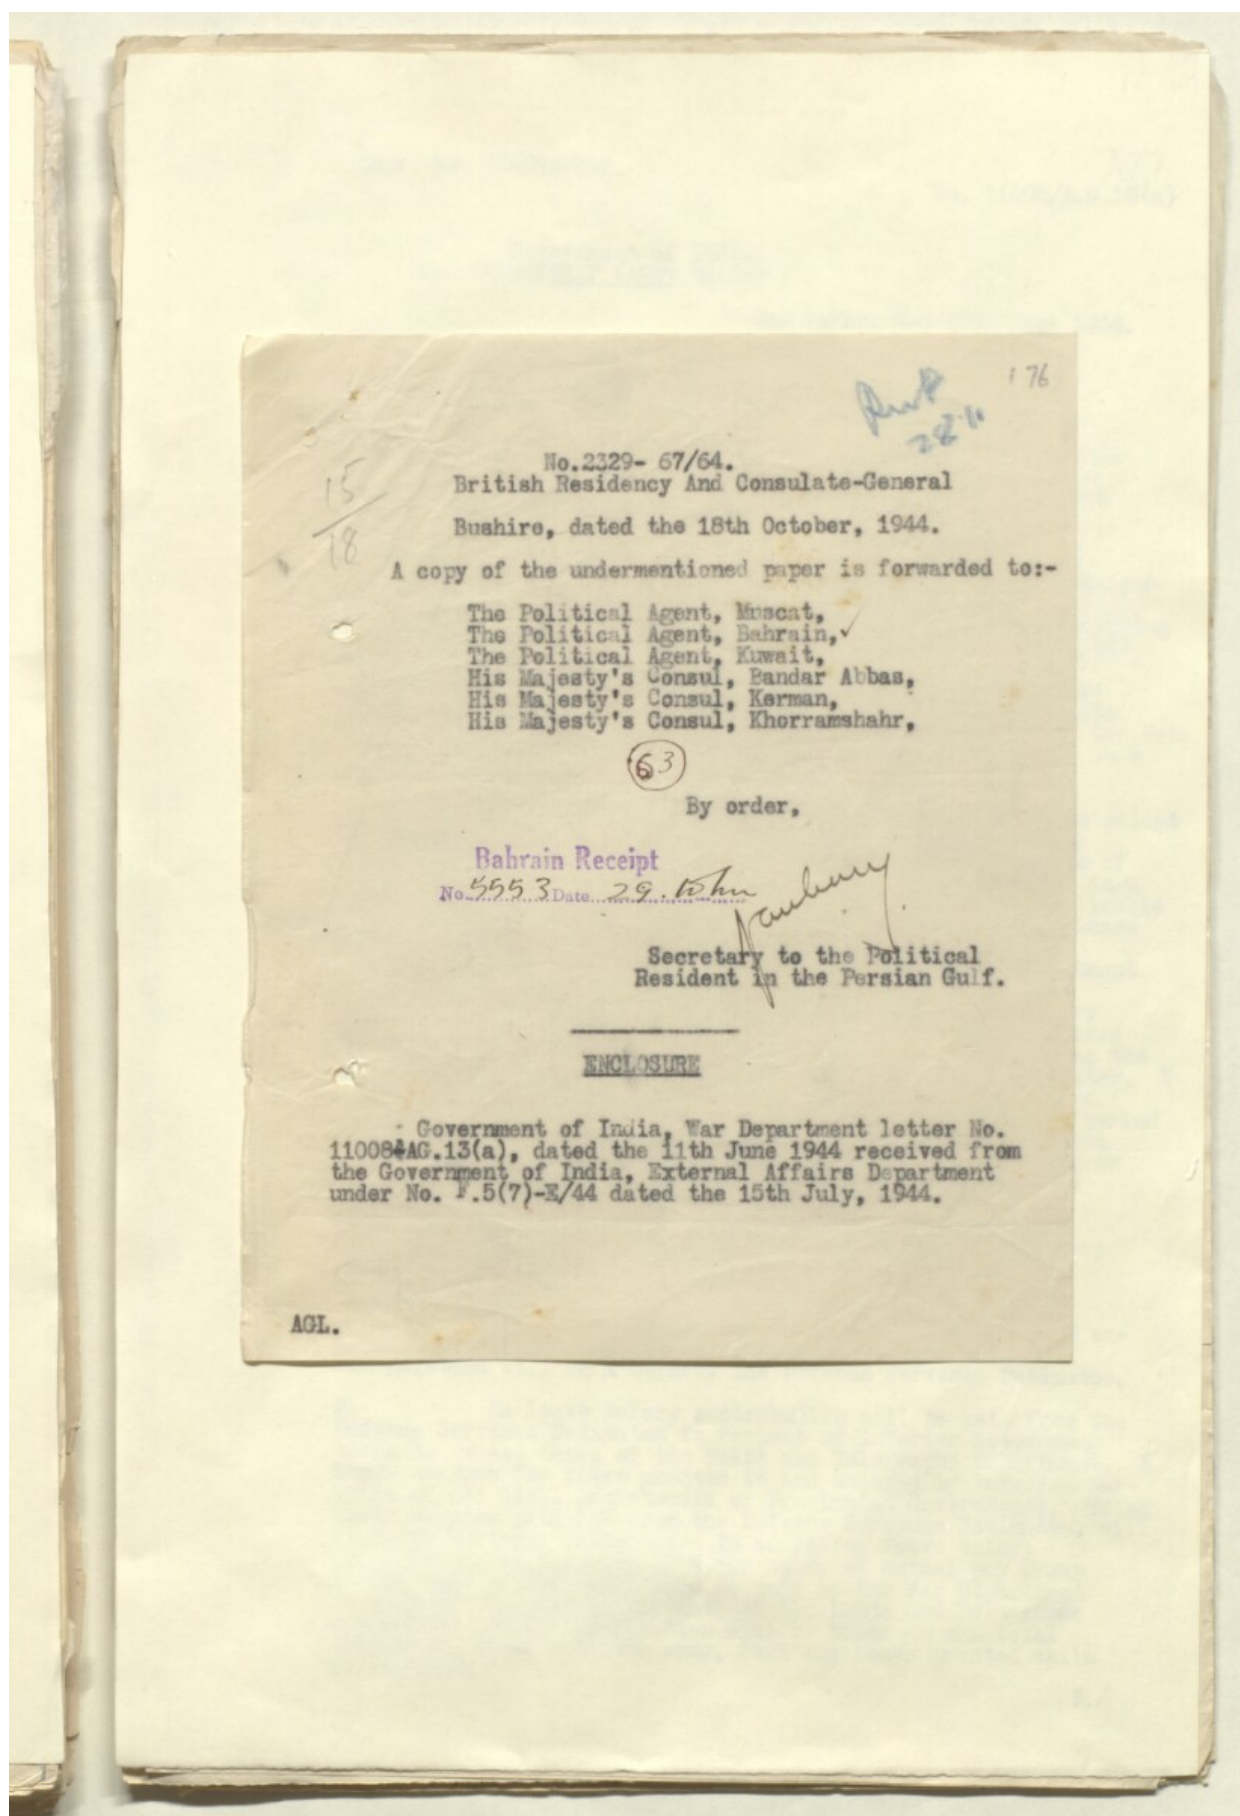 176
28-10
No.2329- 67/64.
15
18
British Residency And Consulate-General
Bushire, dated the 18th October, 1944.
A copy of the undermentioned paper is forwarded to:-
The Political Agent, Muscat,
The Political Agent, Bahrain, ✓
The Political Agent, Kuwait,
His Majesty's Consul, Bandar Abbas,
His Majesty's Consul, Kerman,
His Majesty's Consul, Khorramshahr,
63
By order,
Bahrain Receipt
No. 5553 Date 29.
Secretary to the Political
Resident in the Persian Gulf.
ENCLOSURE
Government of India, War Department letter No.
11008/AG.13(a), dated the 11th June 1944 received from
the Government of India, External Affairs Department
under No. F.5(7)-E/44 dated the 15th July, 1944.
AGL.